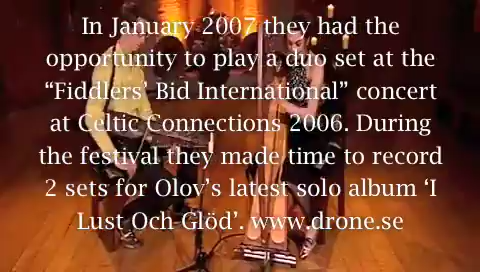 In January 2007 they had the
opportunity to play a duo set at the
“Fiddlers’ Bid International” concert
at Celtic Connections 2006. During
the festival they made time to record
2 sets for Olov’s latest solo album ‘I
Lust Och Glöd’. www.drone.se